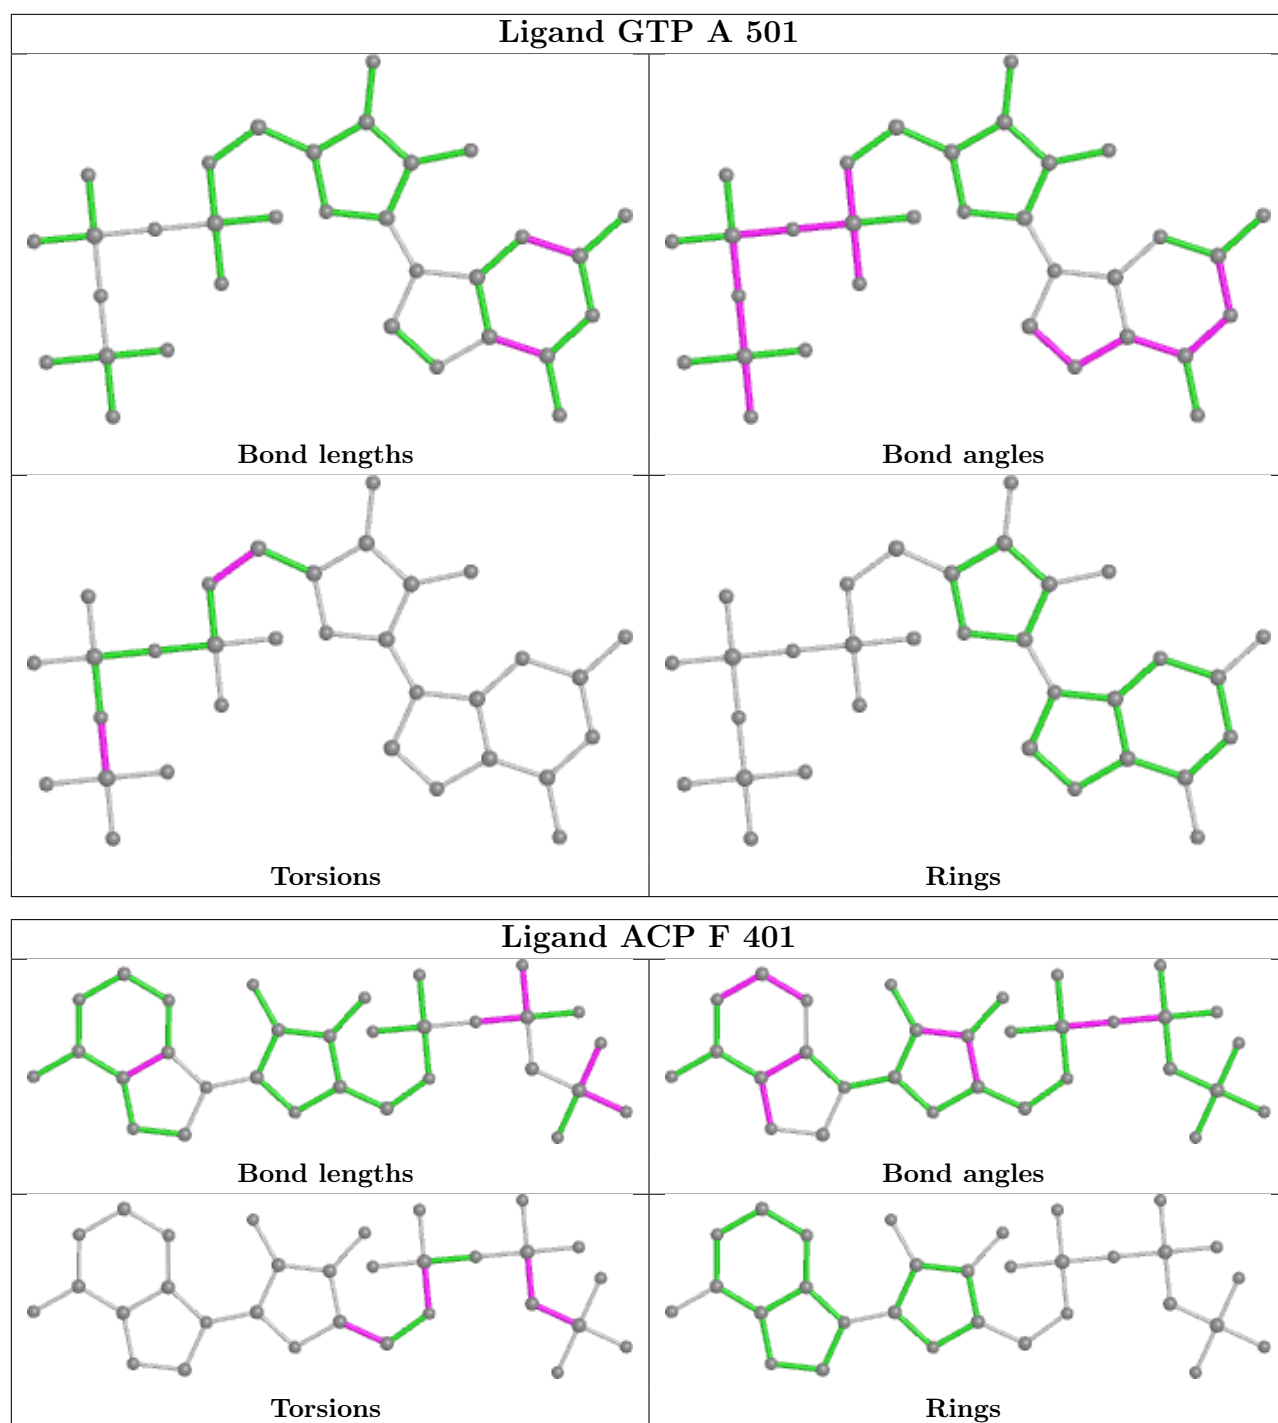 Ligand GTP A 501
Bond lengths
Bond angles
Torsions
Rings
Ligand ACP F 401
Bond lengths
Bond angles
Torsions
Rings